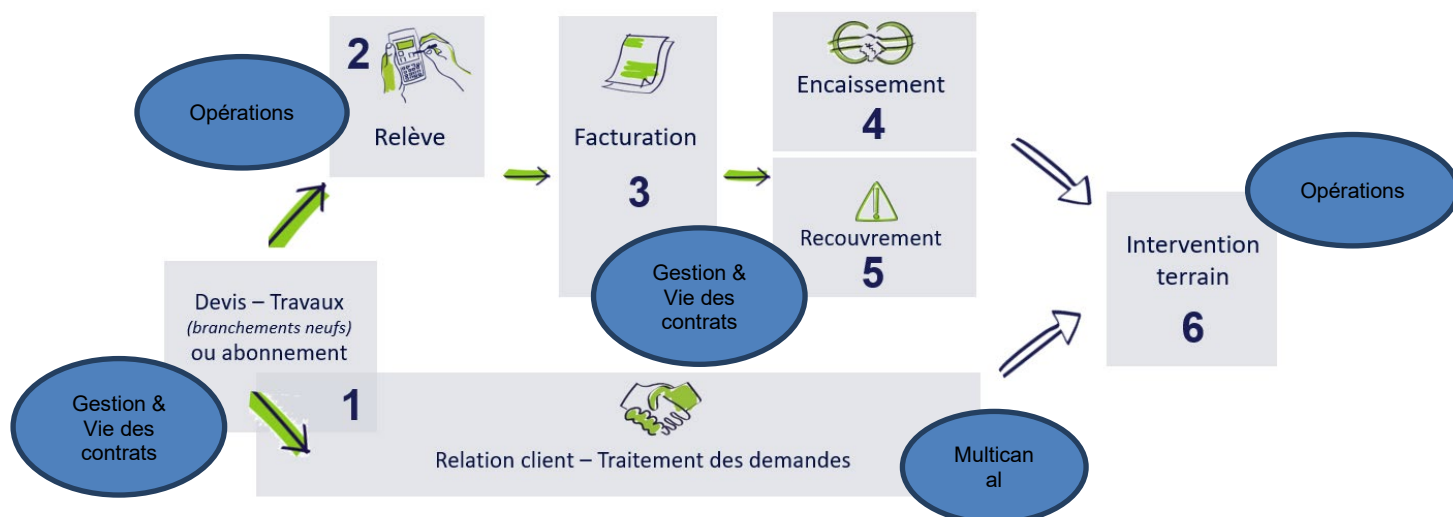 2
Relève
Opérations
Facturation
3
Encaissement
4
Recouvrement
5
Gestion &
Vie des
contrats
Opérations
Intervention
terrain
6
Devis – Travaux
(branchements neufs)
ou abonnement
1
Gestion &
Vie des
contrats
Relation client – Traitement des demandes
Multican
al